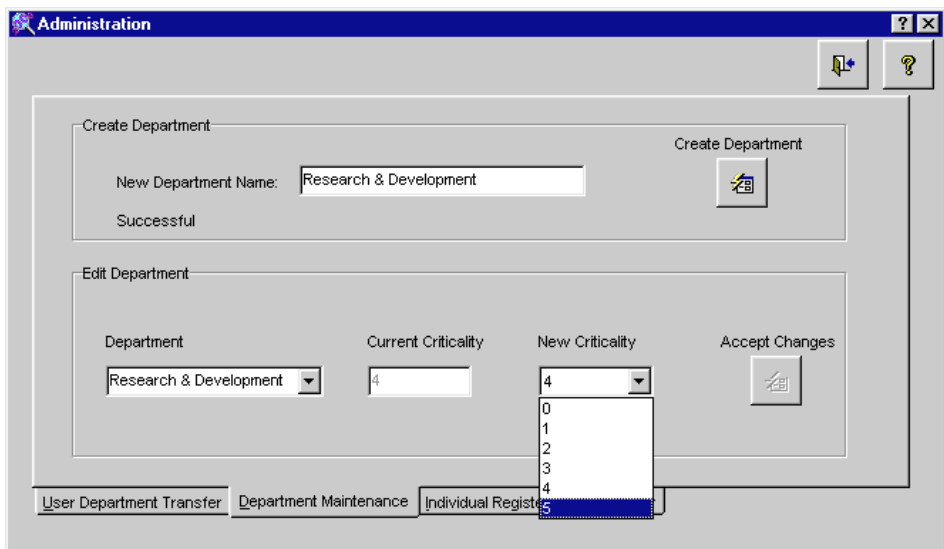 Administration
Create Department
Create Department
New Department Name:
Research & Development
Successful
Edit Department
Department
Current Criticality
New Criticality
Accept Changes
Research & Development
4
4
0
1
2
3
4
5
User Department Transfer
Department Maintenance
Individual